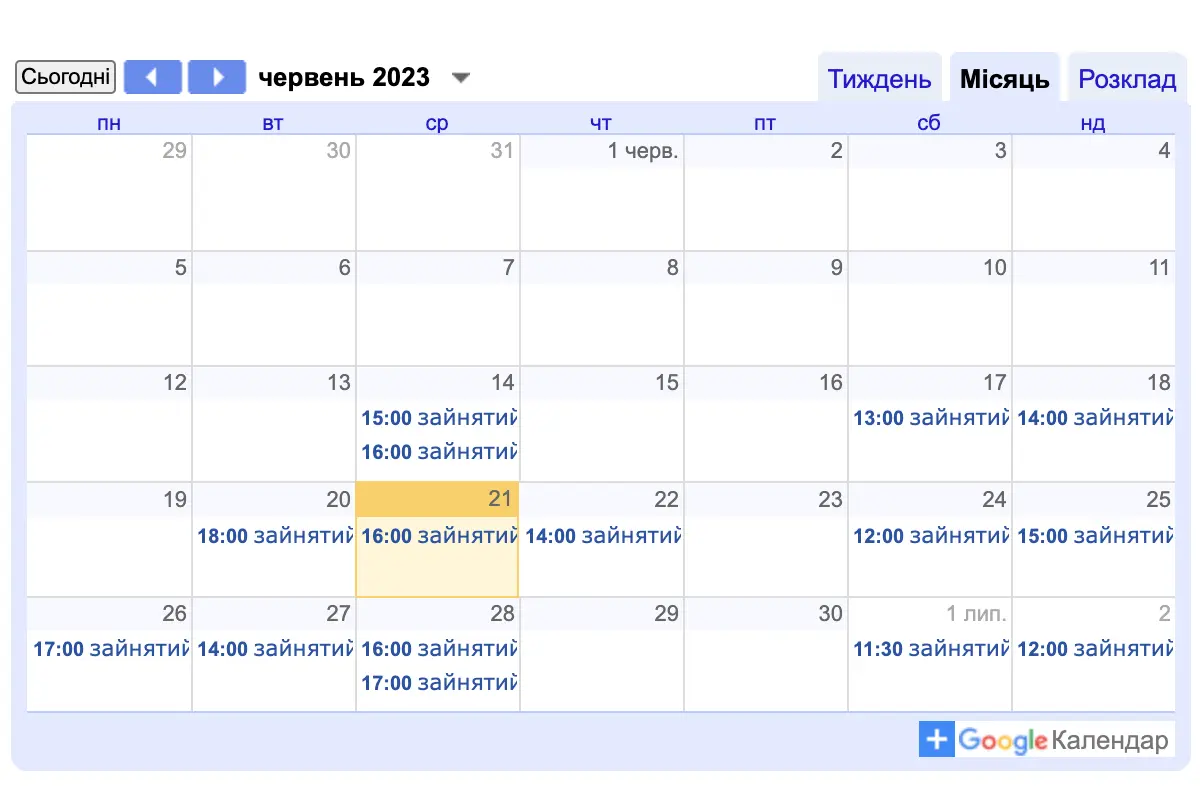 Сьогодні червень 2023 Тиждень Місяць Розклад
пн вт ср чт пт сб нд
29 30 31 1 черв. 2 3 4
5 6 7 8 9 10 11
12 13 14 15 16 17 18
15:00 зайнятий 13:00 зайнятий 14:00 зайнятий
16:00 зайнятий
19 20 21 22 23 24 25
18:00 зайнятий 16:00 зайнятий 14:00 зайнятий 12:00 зайнятий 15:00 зайнятий
26 27 28 29 30 1 лип. 2
17:00 зайнятий 14:00 зайнятий 16:00 зайнятий 11:30 зайнятий 12:00 зайнятий
17:00 зайнятий
Google Календар